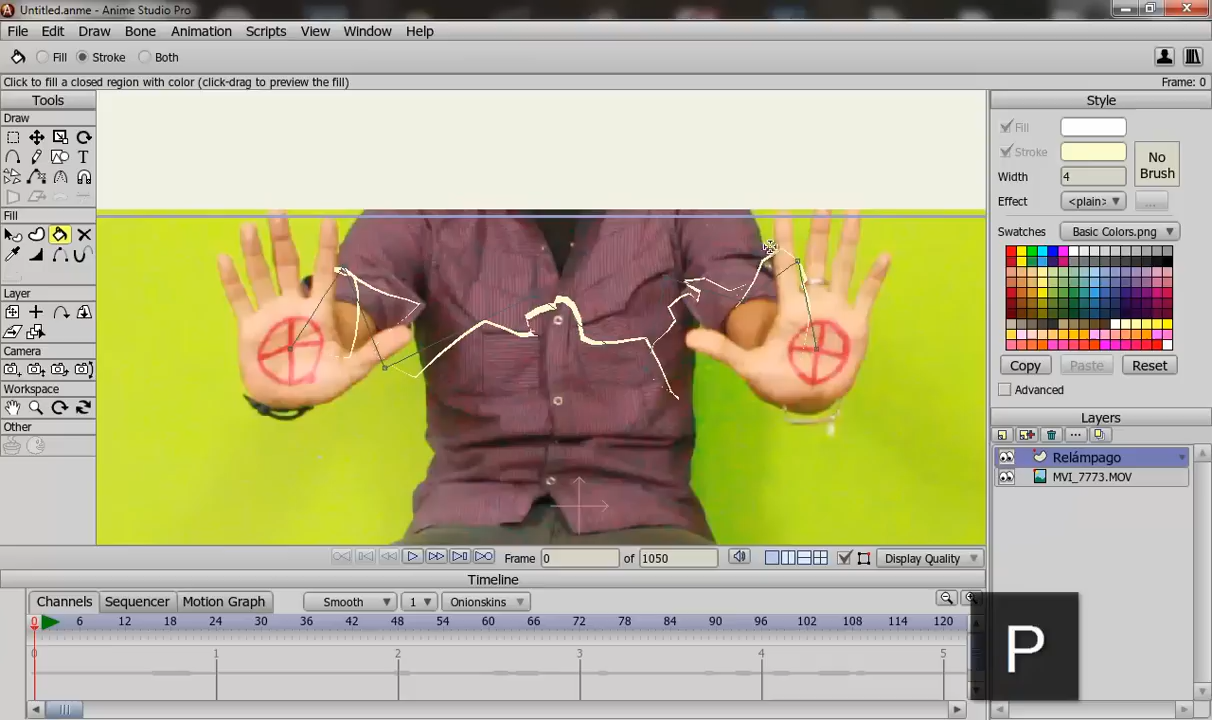 Untitled.anme - Anime Studio Pro
File Edit Draw Bone Animation Scripts View Window Help
Fill Stroke Both
Click to fill a closed region with color (click-drag to preview the fill) Frame: 0
Tools
Draw
T
Fill
Layer
Camera
Workspace
Other
Style
Fill
Stroke
No Brush
Width 4
Effect <plain> ...
Swatches Basic Colors.png
Copy Paste Reset
Advanced
Layers
Relámpago
MVI_7773.MOV
Frame 0 of 1050 Display Quality
Timeline
Channels Sequencer Motion Graph Smooth 1 Onionskins
0 6 12 18 24 30 36 42 48 54 60 66 72 78 84 90 96 102 108 114 120
0 1 2 3 4 5
P